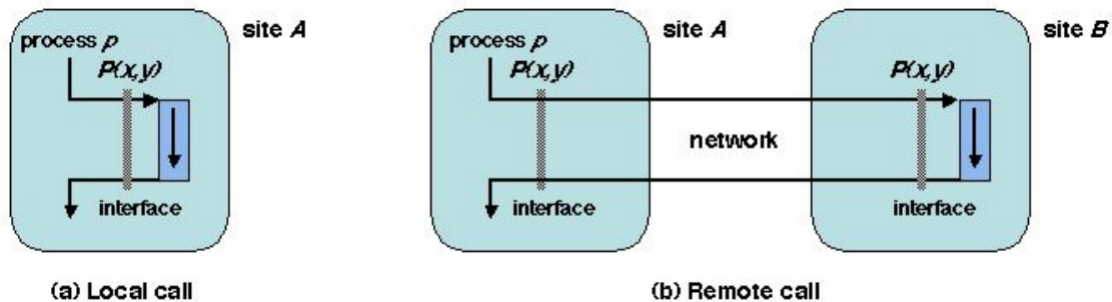 site A
process p
P(x,y)
interface
(a) Local call
site A
process p
P(x,y)
interface
network
site B
P(x,y)
interface
(b) Remote call